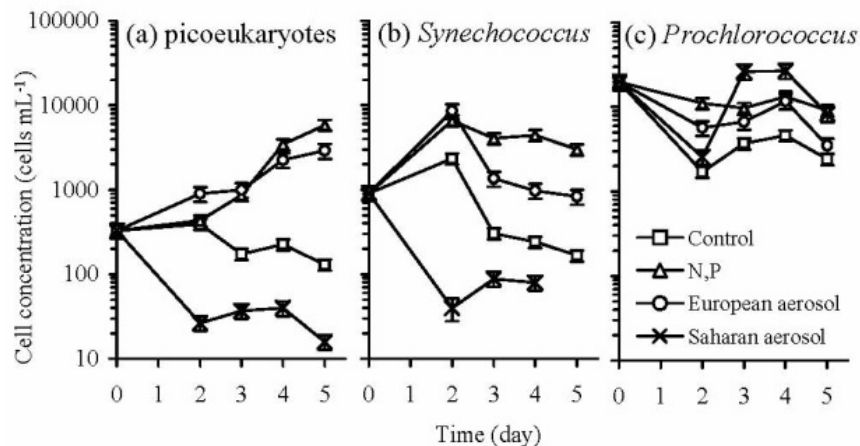 100000
10000
1000
100
10
Cell concentration (cells mL⁻¹)
(a) picoeukaryotes
(b) Synechococcus
(c) Prochlorococcus
Control
N,P
European aerosol
Saharan aerosol
0 1 2 3 4 5
0 1 2 3 4 5
0 1 2 3 4 5
Time (day)